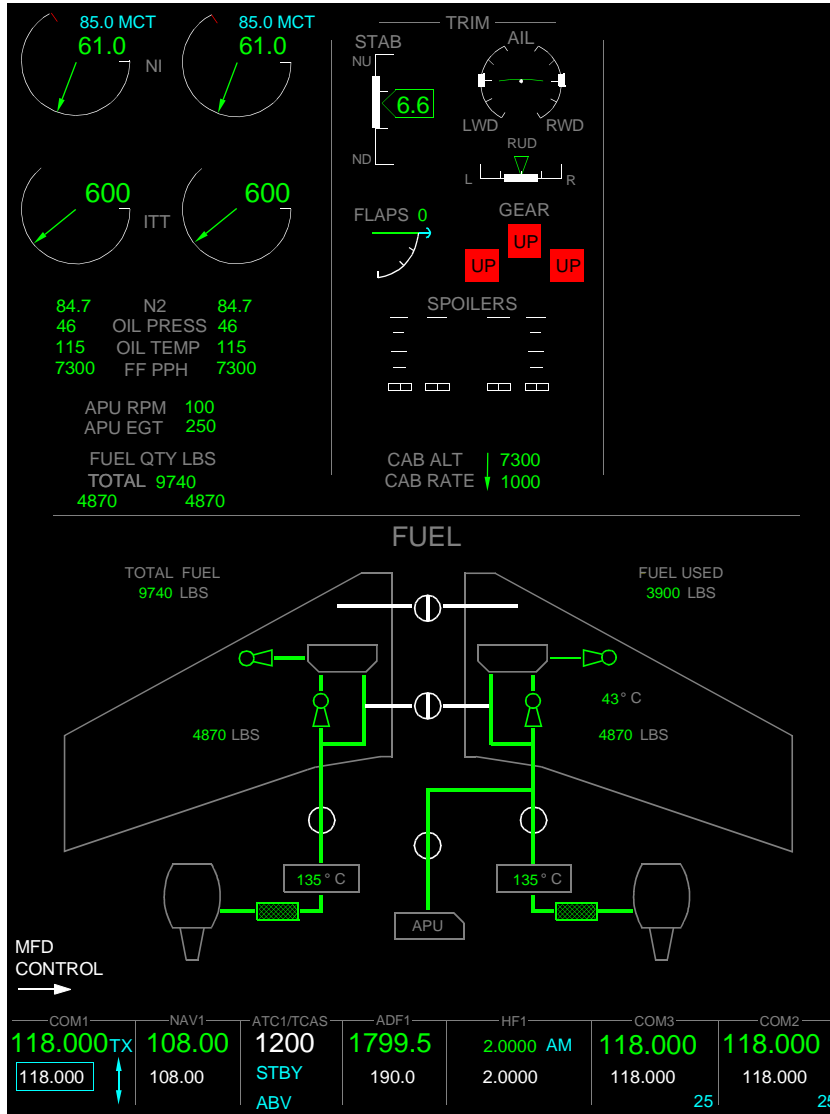 85.0 MCT 85.0 MCT
61.0 NI 61.0
600 ITT 600
84.7 N2 84.7
46 OIL PRESS 46
115 OIL TEMP 115
7300 FF PPH 7300
APU RPM 100
APU EGT 250
FUEL QTY LBS
TOTAL 9740
4870 4870
TRIM
STAB AIL
NU
6.6
ND
LWD RWD
RUD
L R
FLAPS 0 GEAR
UP UP UP
SPOILERS
CAB ALT 7300
CAB RATE 1000
FUEL
TOTAL FUEL
9740 LBS
FUEL USED
3900 LBS
43° C
4870 LBS 4870 LBS
135° C 135° C
APU
MFD
CONTROL
COM1 NAV1 ATC1/TCAS ADF1 HF1 COM3 COM2
118.000 TX 108.00 1200 1799.5 2.0000 AM 118.000 118.000
118.000 108.00 STBY 190.0 2.0000 118.000 118.000
ABV 25 25